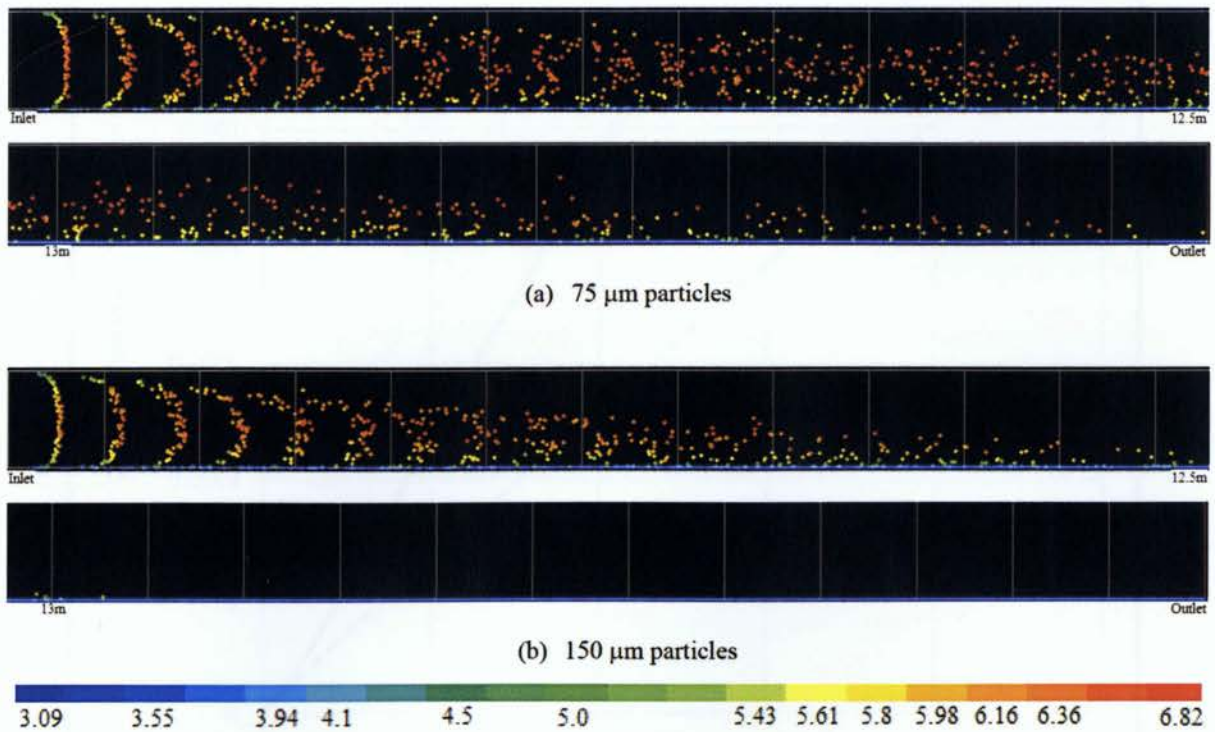 Inlet 12.5m
13m Outlet
(a) 75 μm particles
Inlet 12.5m
13m Outlet
(b) 150 μm particles
3.09 3.55 3.94 4.1 4.5 5.0 5.43 5.61 5.8 5.98 6.16 6.36 6.82